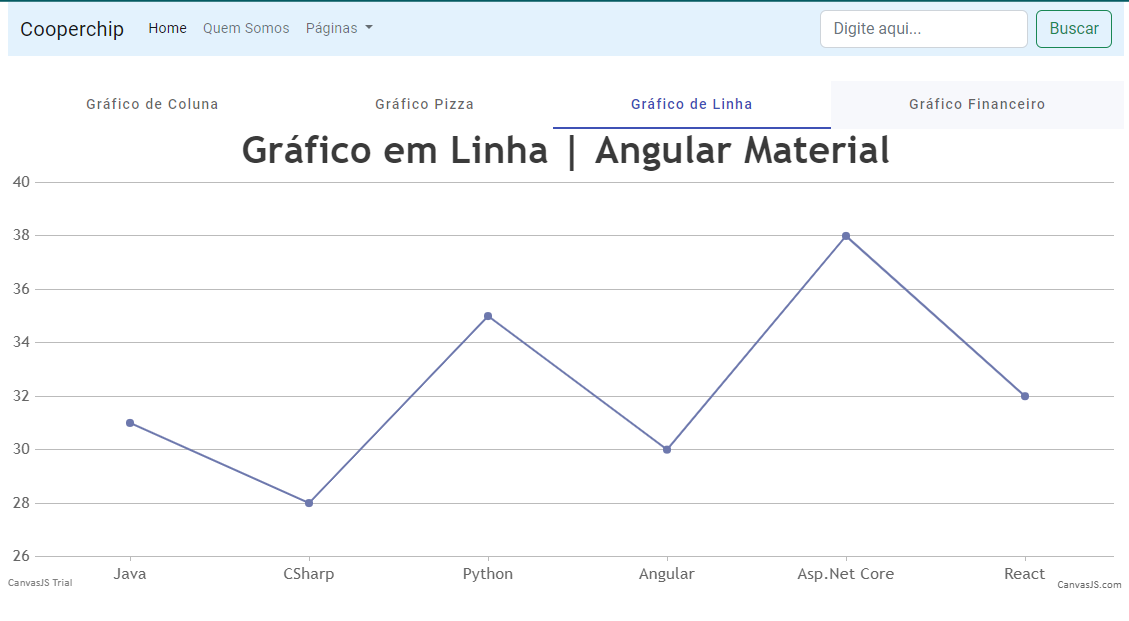 Cooperchip Home Quem Somos Páginas Digite aqui... Buscar
Gráfico de Coluna Gráfico Pizza Gráfico de Linha Gráfico Financeiro
Gráfico em Linha | Angular Material
40
38
36
34
32
30
28
26
Java CSharp Python Angular Asp.Net Core React
CanvasJS Trial CanvasJS.com